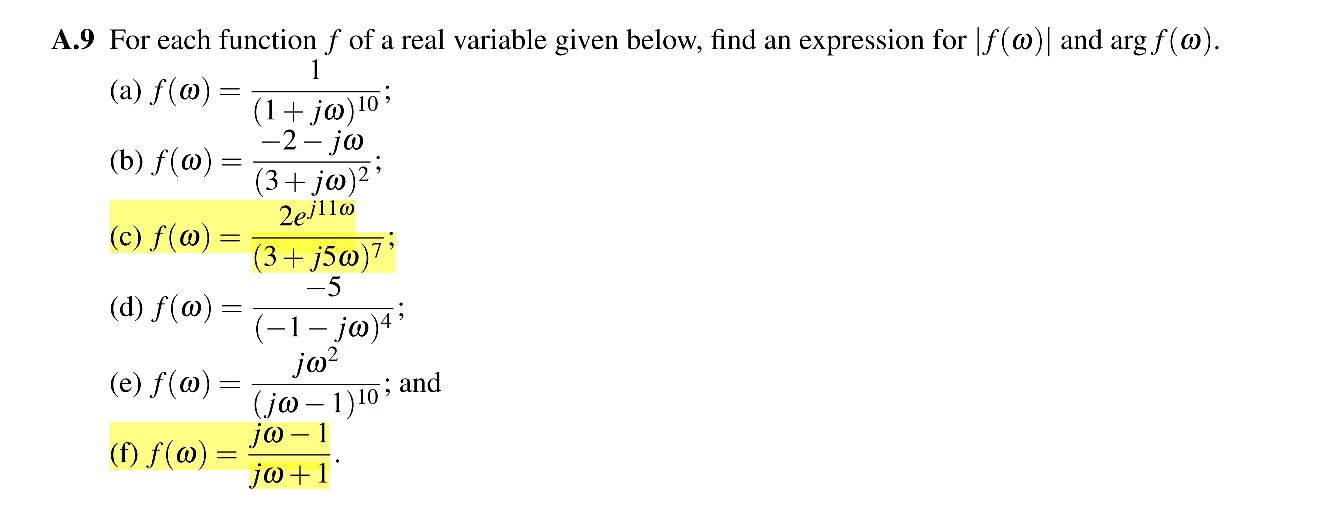 A.9 For each function f of a real variable given below, find an expression for |f(ω)| and arg f(ω).
(a) f(ω) = 1/(1 + jω)^10;
(b) f(ω) = (−2 − jω)/(3 + jω)^2;
(c) f(ω) = 2e^{j11ω}/(3 + j5ω)^7;
(d) f(ω) = −5/(−1 − jω)^4;
(e) f(ω) = jω^2/(jω − 1)^10; and
(f) f(ω) = (jω − 1)/(jω + 1).